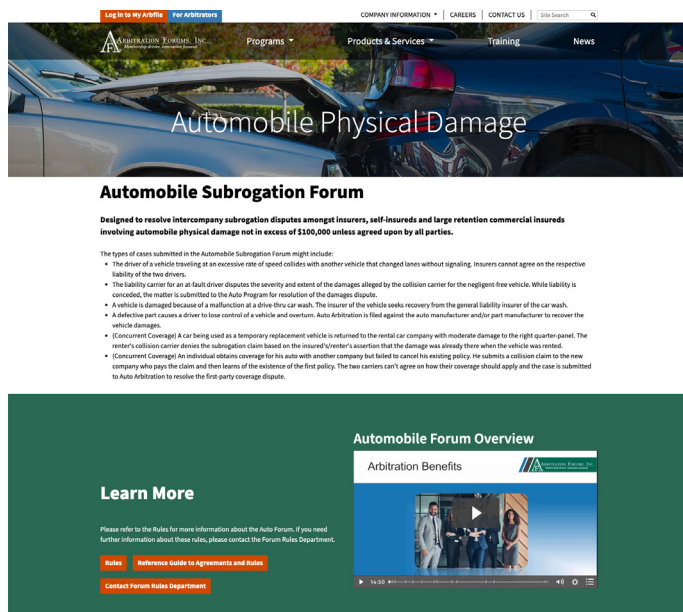 Log In to My Arbfile
For Arbitrators
COMPANY INFORMATION
CAREERS
CONTACT US
Site Search
ARBITRATION FORUMS, INC.
Membership driven. Innovation focused.
Programs
Products & Services
Training
News
Automobile Physical Damage
Automobile Subrogation Forum
Designed to resolve intercompany subrogation disputes amongst insurers, self-insureds and large retention commercial insureds
involving automobile physical damage not in excess of $100,000 unless agreed upon by all parties.
The types of cases submitted in the Automobile Subrogation Forum might include:
• The driver of a vehicle traveling at an excessive rate of speed collides with another vehicle that changed lanes without signaling. Insurers cannot agree on the respective
liability of the two drivers.
• The liability carrier for an at-fault driver disputes the severity and extent of the damages alleged by the collision carrier for the negligent-free vehicle. While liability is
conceded, the matter is submitted to the Auto Program for resolution of the damages dispute.
• A vehicle is damaged because of a malfunction at a drive-thru car wash. The insurer of the vehicle seeks recovery from the general liability insurer of the car wash.
• A defective part causes a driver to lose control of a vehicle and overturn. Auto Arbitration is filed against the auto manufacturer and/or part manufacturer to recover the
vehicle damages.
• (Concurrent Coverage) A car being used as a temporary replacement vehicle is returned to the rental car company with moderate damage to the right quarter-panel. The
renter's collision carrier denies the subrogation claim based on the insured's/renter's assertion that the damage was already there when the vehicle was rented.
• (Concurrent Coverage) An individual obtains coverage for his auto with another company but failed to cancel his existing policy. He submits a collision claim to the new
company who pays the claim and then learns of the existence of the first policy. The two carriers can't agree on how their coverage should apply and the case is submitted
to Auto Arbitration to resolve the first-party coverage dispute.
Learn More
Please refer to the Rules for more information about the Auto Forum. If you need
further information about these rules, please contact the Forum Rules Department.
Rules
Reference Guide to Agreements and Rules
Contact Forum Rules Department
Automobile Forum Overview
Arbitration Benefits
ARBITRATION FORUMS, INC.
14:50